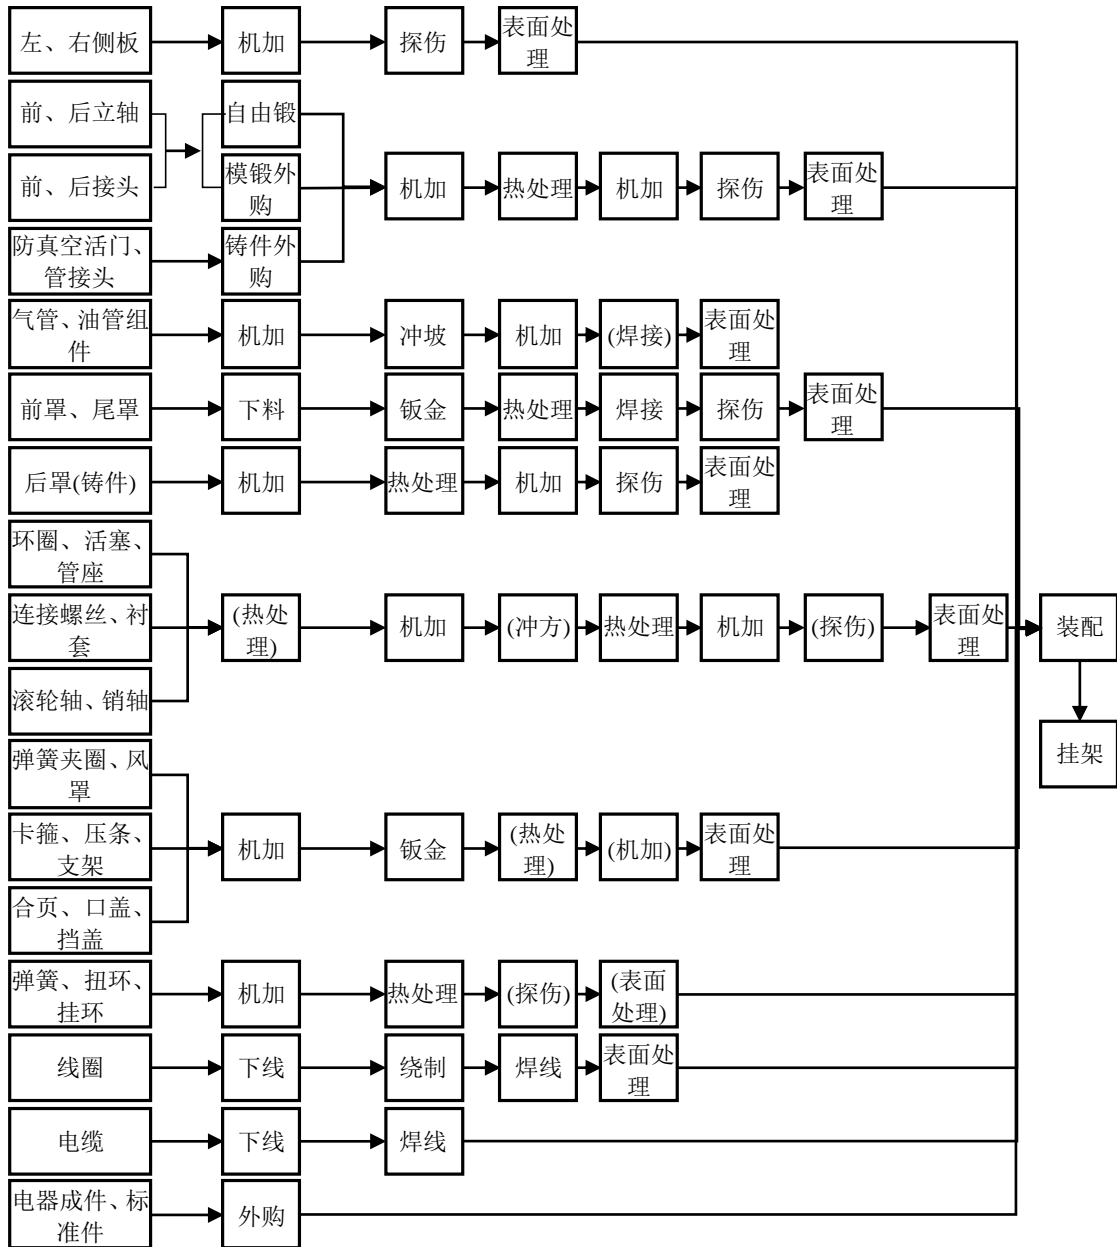 左、右侧板
机加
探伤
表面处
理
前、后立轴
自由锻
前、后接头
模锻外
购
机加
热处理
机加
探伤
表面处
理
防真空活门、
管接头
铸件外
购
气管、油管组
件
机加
冲坡
机加
(焊接)
表面处
理
前罩、尾罩
下料
钣金
热处理
焊接
探伤
表面处
理
后罩(铸件)
机加
热处理
机加
探伤
表面处
理
环圈、活塞、
管座
连接螺丝、衬
套
(热处
理)
机加
(冲方)
热处理
机加
(探伤)
表面处
理
装配
滚轮轴、销轴
挂架
弹簧夹圈、风
罩
卡箍、压条、
支架
机加
钣金
(热处
理)
(机加)
表面处
理
合页、口盖、
挡盖
弹簧、扭环、
挂环
机加
热处理
(探伤)
(表面
处理)
线圈
下线
绕制
焊线
表面处
理
电缆
下线
焊线
电器成件、标
准件
外购